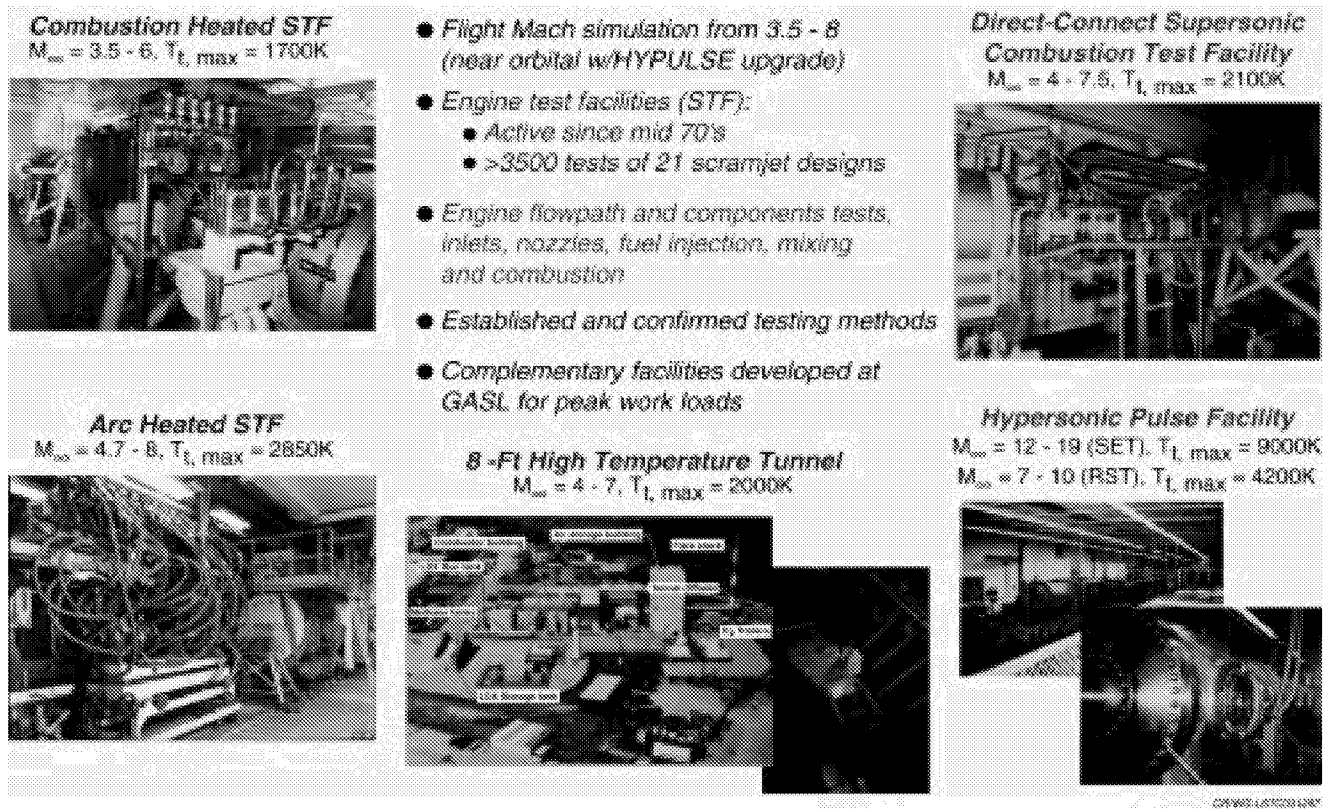 Combustion Heated STF
M∞ = 3.5 - 6, Tt, max = 1700K
● Flight Mach simulation from 3.5 - 8
(near orbital w/HYPULSE upgrade)
● Engine test facilities (STF):
● Active since mid 70's
● >3500 tests of 21 scramjet designs
● Engine flowpath and components tests,
inlets, nozzles, fuel injection, mixing
and combustion
● Established and confirmed testing methods
● Complementary facilities developed at
GASL for peak work loads
Direct-Connect Supersonic
Combustion Test Facility
M∞ = 4 - 7.5, Tt, max = 2100K
Arc Heated STF
M∞ = 4.7 - 8, Tt, max = 2850K
8 -Ft High Temperature Tunnel
M∞ = 4 - 7, Tt, max = 2000K
Hypersonic Pulse Facility
M∞ = 12 - 19 (SET), Tt, max = 9000K
M∞ = 7 - 10 (RST), Tt, max = 4200K